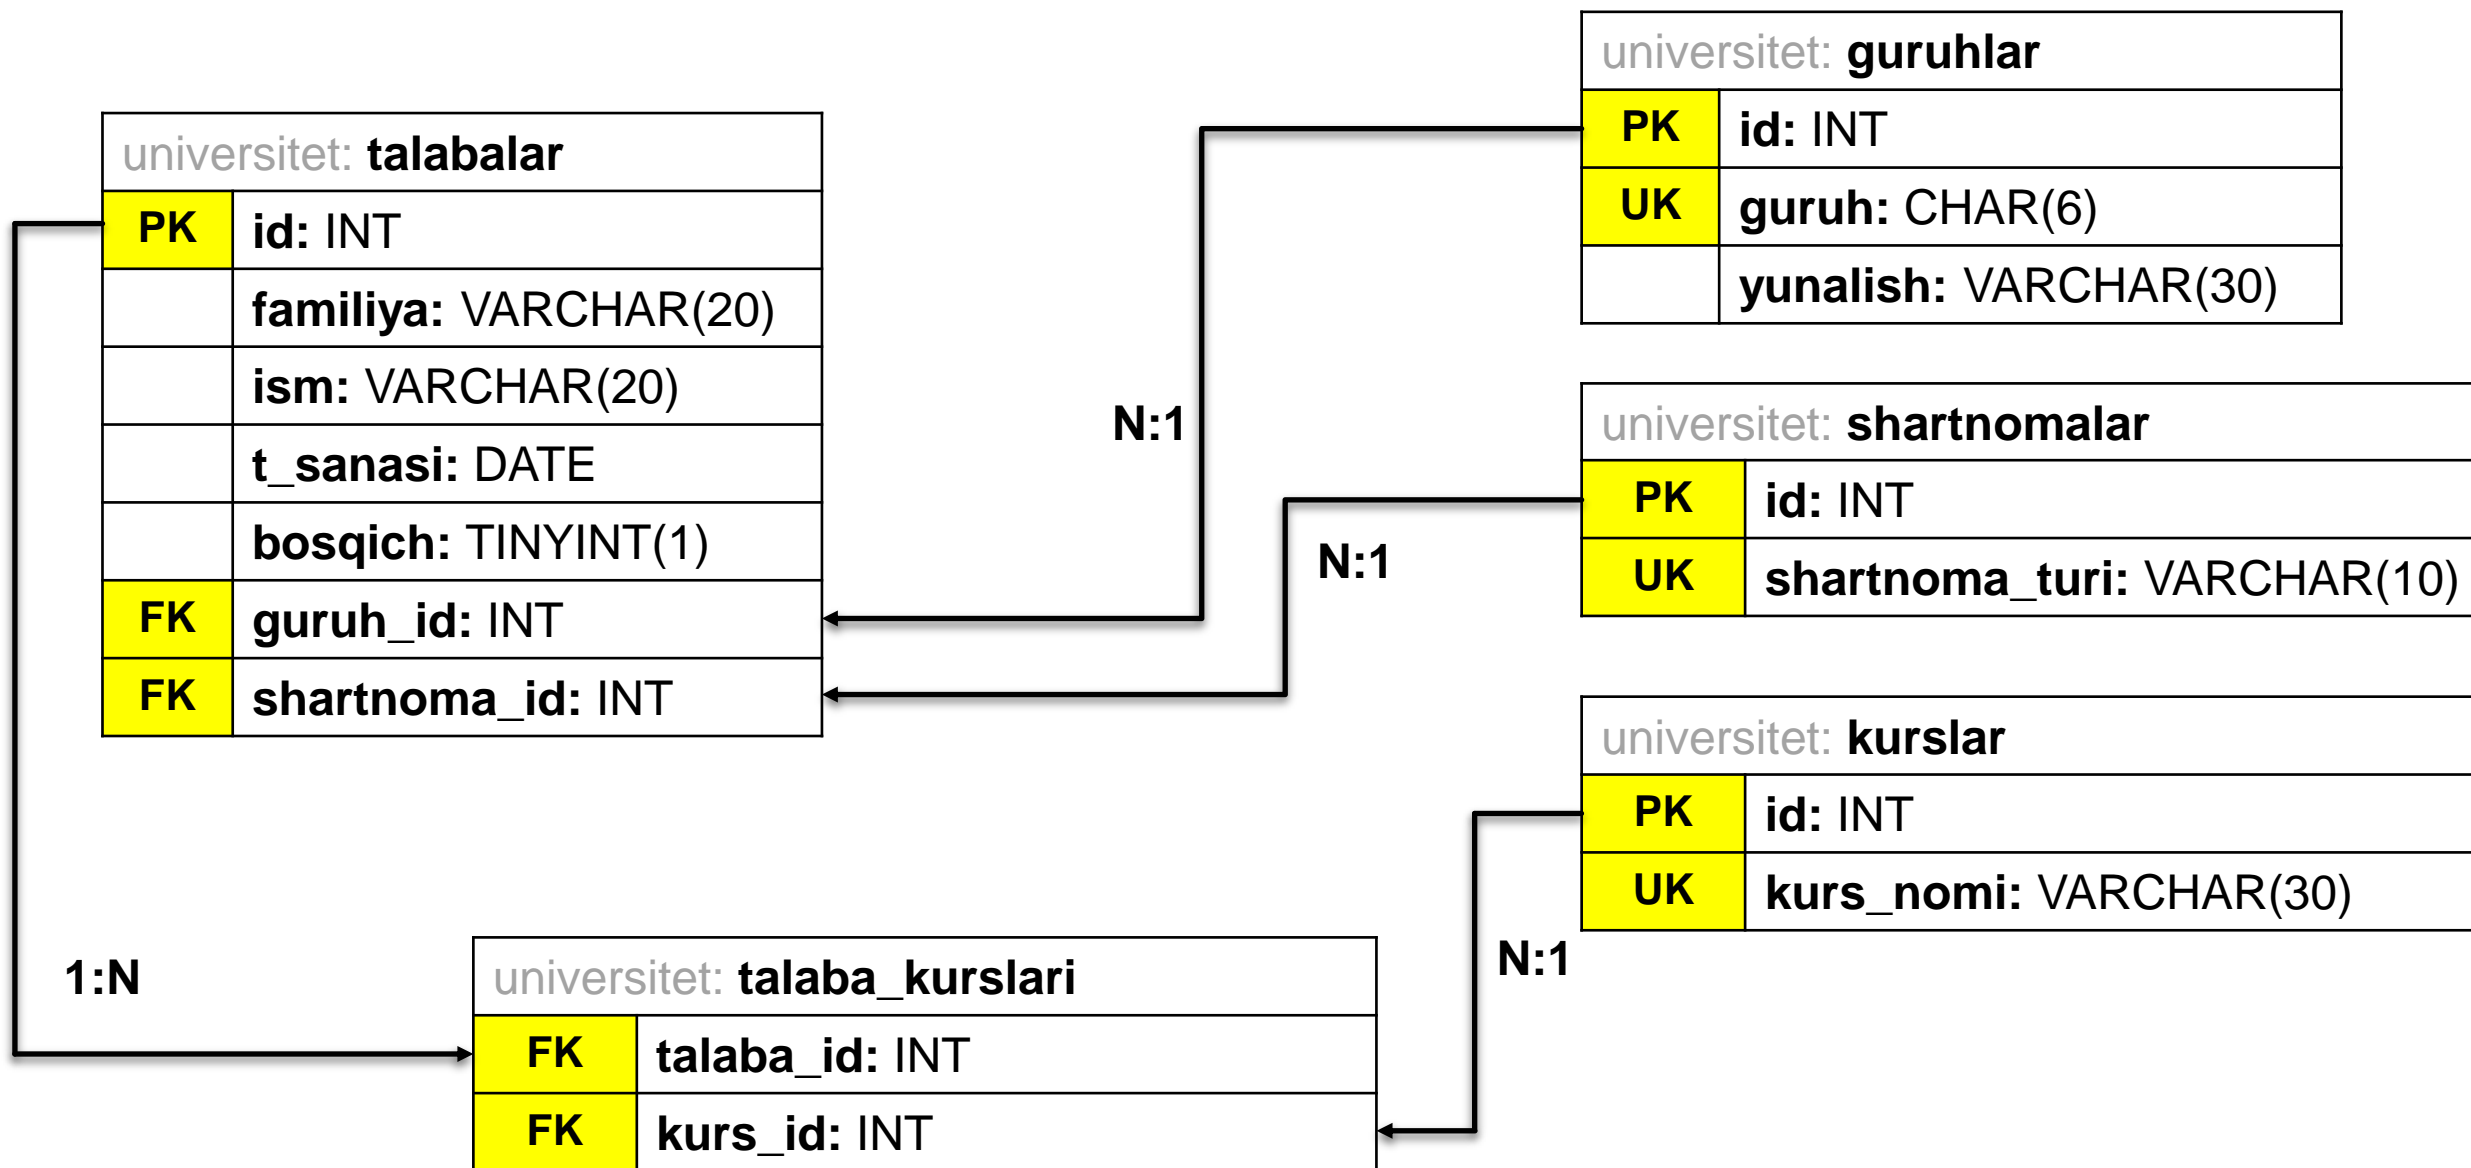 universitet: talabalar
PK id: INT
familiya: VARCHAR(20)
ism: VARCHAR(20)
t_sanasi: DATE
bosqich: TINYINT(1)
FK guruh_id: INT
FK shartnoma_id: INT
universitet: guruhlar
PK id: INT
UK guruh: CHAR(6)
yunalish: VARCHAR(30)
N:1
universitet: shartnomalar
PK id: INT
UK shartnoma_turi: VARCHAR(10)
N:1
universitet: kurslar
PK id: INT
UK kurs_nomi: VARCHAR(30)
N:1
1:N
universitet: talaba_kurslari
FK talaba_id: INT
FK kurs_id: INT